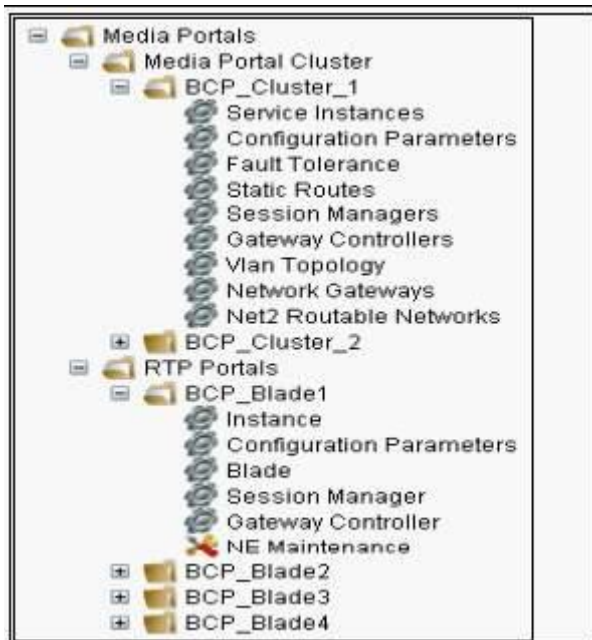 Media Portals
Media Portal Cluster
BCP_Cluster_1
Service Instances
Configuration Parameters
Fault Tolerance
Static Routes
Session Managers
Gateway Controllers
Vlan Topology
Network Gateways
Net2 Routable Networks
BCP_Cluster_2
RTP Portals
BCP_Blade1
Instance
Configuration Parameters
Blade
Session Manager
Gateway Controller
NE Maintenance
BCP_Blade2
BCP_Blade3
BCP_Blade4